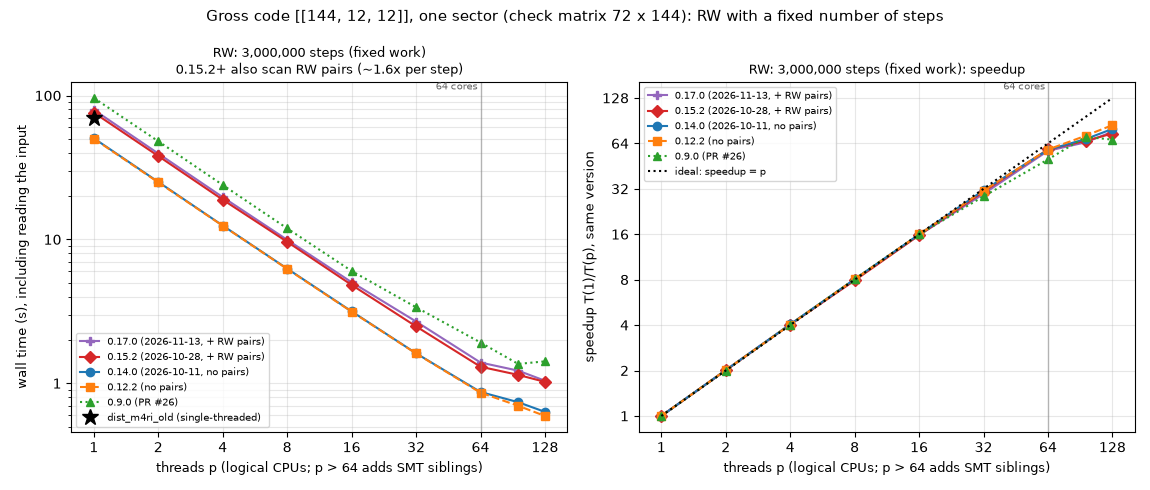 Gross code [[144, 12, 12]], one sector (check matrix 72 x 144): RW with a fixed number of steps
RW: 3,000,000 steps (fixed work)
0.15.2+ also scan RW pairs (~1.6x per step)
64 cores
100
10
1
wall time (s), including reading the input
0.17.0 (2026-11-13, + RW pairs)
0.15.2 (2026-10-28, + RW pairs)
0.14.0 (2026-10-11, no pairs)
0.12.2 (no pairs)
0.9.0 (PR #26)
dist_m4ri_old (single-threaded)
1 2 4 8 16 32 64 128
threads p (logical CPUs; p > 64 adds SMT siblings)
RW: 3,000,000 steps (fixed work): speedup
64 cores
0.17.0 (2026-11-13, + RW pairs)
0.15.2 (2026-10-28, + RW pairs)
0.14.0 (2026-10-11, no pairs)
0.12.2 (no pairs)
0.9.0 (PR #26)
ideal: speedup = p
128
64
32
16
8
4
2
1
speedup T(1)/T(p), same version
1 2 4 8 16 32 64 128
threads p (logical CPUs; p > 64 adds SMT siblings)